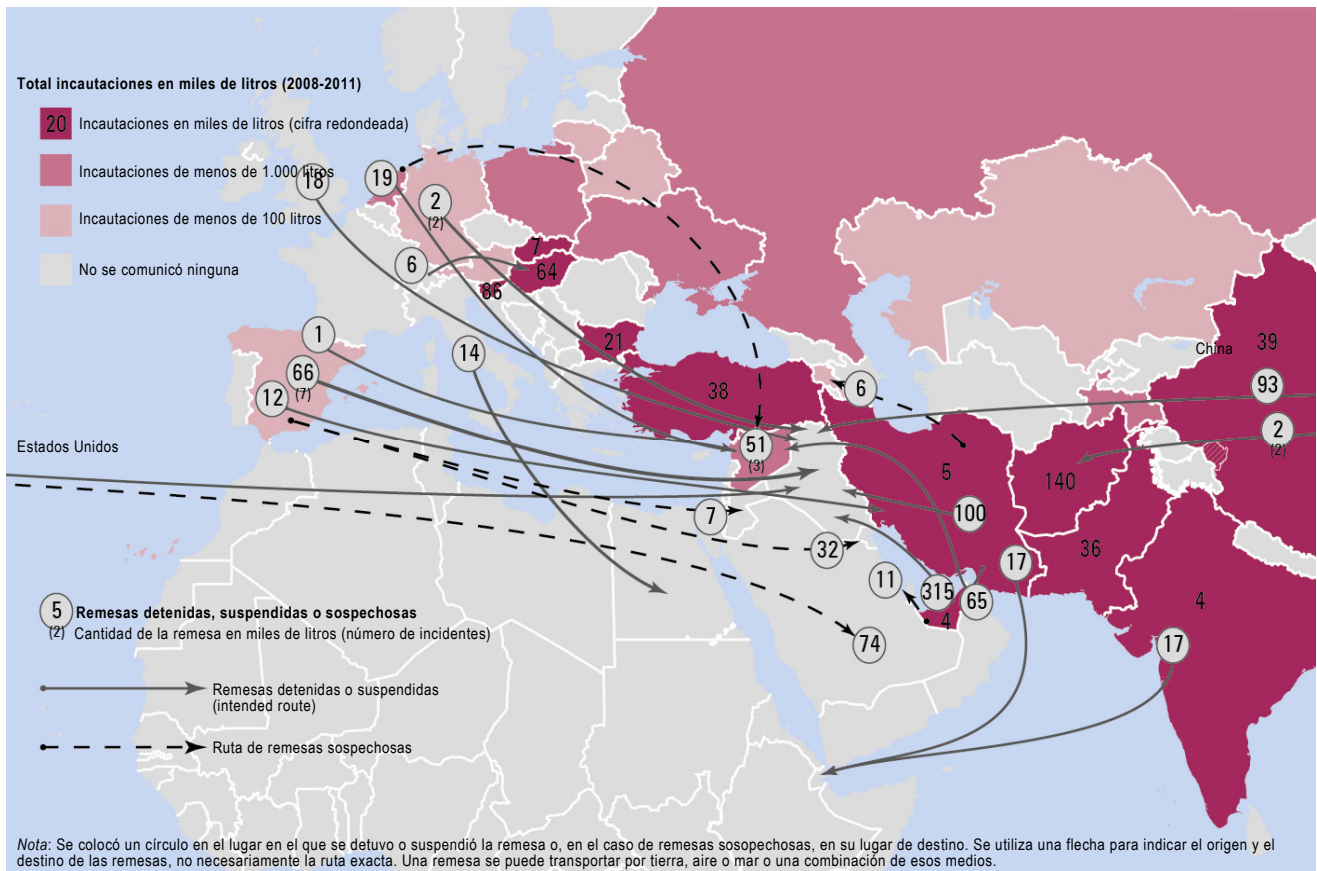 Total incautaciones en miles de litros (2008-2011)
20 Incautaciones en miles de litros (cifra redondeada)
Incautaciones de menos de 1.000 litros
Incautaciones de menos de 100 litros
No se comunicó ninguna
18
19
2
(2)
6
7
64
86
21
1
66
(7)
12
14
38
51
(3)
6
China
39
93
2
(2)
Estados Unidos
5
140
100
7
32
36
17
11
315
65
4
4
74
17
5 Remesas detenidas, suspendidas o sospechosas
(2) Cantidad de la remesa en miles de litros (número de incidentes)
Remesas detenidas o suspendidas
(intended route)
Ruta de remesas sospechosas
Nota: Se colocó un círculo en el lugar en el que se detuvo o suspendió la remesa o, en el caso de remesas sosopechosas, en su lugar de destino. Se utiliza una flecha para indicar el origen y el
destino de las remesas, no necesariamente la ruta exacta. Una remesa se puede transportar por tierra, aire o mar o una combinación de esos medios.